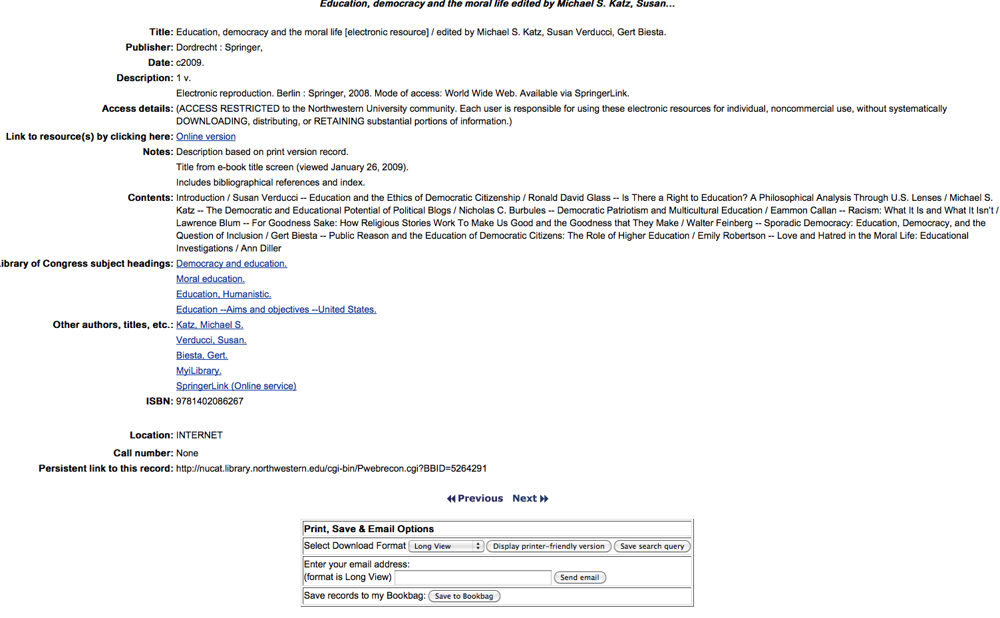 Education, democracy and the moral life edited by Michael S. Katz, Susan...
Title: Education, democracy and the moral life [electronic resource] / edited by Michael S. Katz, Susan Verducci, Gert Biesta.
Publisher: Dordrecht : Springer,
Date: c2009.
Description: 1 v.
Electronic reproduction. Berlin : Springer, 2008. Mode of access: World Wide Web. Available via SpringerLink.
Access details: (ACCESS RESTRICTED to the Northwestern University community. Each user is responsible for using these electronic resources for individual, noncommercial use, without systematically
DOWNLOADING, distributing, or RETAINING substantial portions of information.)
Link to resource(s) by clicking here: Online version
Notes: Description based on print version record.
Title from e-book title screen (viewed January 26, 2009).
Includes bibliographical references and index.
Contents: Introduction / Susan Verducci -- Education and the Ethics of Democratic Citizenship / Ronald David Glass -- Is There a Right to Education? A Philosophical Analysis Through U.S. Lenses / Michael S.
Katz -- The Democratic and Educational Potential of Political Blogs / Nicholas C. Burbules -- Democratic Patriotism and Multicultural Education / Eammon Callan -- Racism: What It Is and What It Isn't /
Lawrence Blum -- For Goodness Sake: How Religious Stories Work To Make Us Good and the Goodness that They Make / Walter Feinberg -- Sporadic Democracy: Education, Democracy, and the
Question of Inclusion / Gert Biesta -- Public Reason and the Education of Democratic Citizens: The Role of Higher Education / Emily Robertson -- Love and Hatred in the Moral Life: Educational
Investigations / Ann Diller
ibrary of Congress subject headings: Democracy and education.
Moral education.
Education, Humanistic.
Education --Aims and objectives --United States.
Other authors, titles, etc.: Katz, Michael S.
Verducci, Susan.
Biesta, Gert.
MyiLibrary.
SpringerLink (Online service)
ISBN: 9781402086267
Location: INTERNET
Call number: None
Persistent link to this record: http://nucat.library.northwestern.edu/cgi-bin/Pwebrecon.cgi?BBID=5264291
Previous Next
Print, Save & Email Options
Select Download Format Long View Display printer-friendly version Save search query
Enter your email address:
(format is Long View) Send email
Save records to my Bookbag: Save to Bookbag